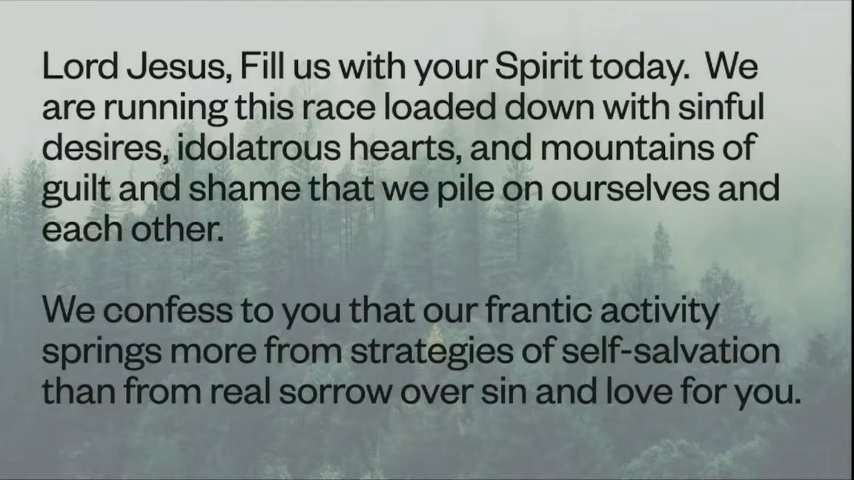 Lord Jesus, Fill us with your Spirit today.  We
are running this race loaded down with sinful
desires, idolatrous hearts, and mountains of
guilt and shame that we pile on ourselves and
each other.
We confess to you that our frantic activity
springs more from strategies of self-salvation
than from real sorrow over sin and love for you.